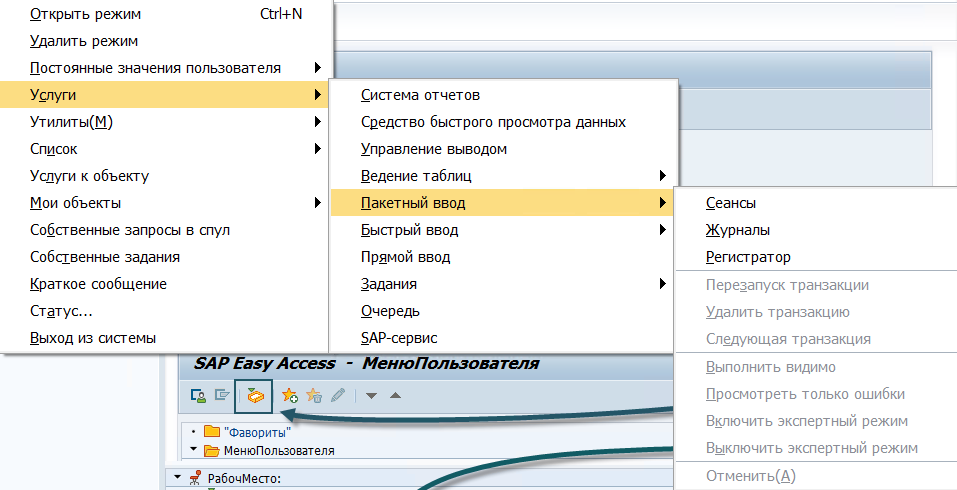 Открыть режим Ctrl+N
Удалить режим
Постоянные значения пользователя
Услуги
Утилиты(М)
Список
Услуги к объекту
Мои объекты
Собственные запросы в спул
Собственные задания
Краткое сообщение
Статус...
Выход из системы
Система отчетов
Средство быстрого просмотра данных
Управление выводом
Ведение таблиц
Пакетный ввод
Быстрый ввод
Прямой ввод
Задания
Очередь
SAP-сервис
Сеансы
Журналы
Регистратор
Перезапуск транзакции
Удалить транзакцию
Следующая транзакция
Выполнить видимо
Просмотреть только ошибки
Включить экспертный режим
Выключить экспертный режим
Отменить(А)
SAP Easy Access - МенюПользователя
"Фавориты"
МенюПользователя
РабочМесто: